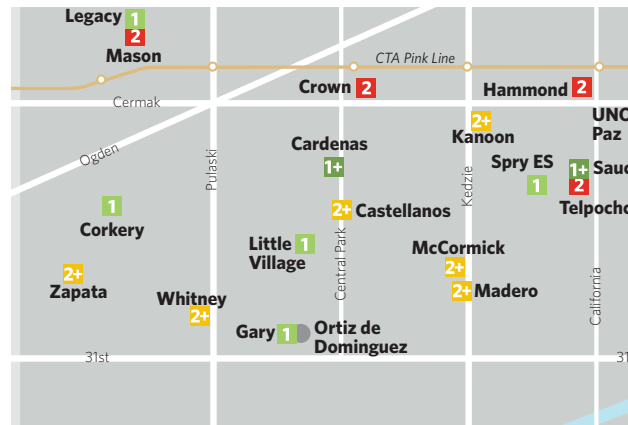 Legacy 1
2
Mason
CTA Pink Line
Crown 2
Hammond 2
Cermak
2+
Kanoon
UNO
Paz
Ogden
Pulaski
Cardenas
1+
Kedzie
Spry ES
1
1+
2
Telpocho
1
Corkery
2+ Castellanos
Little
Village 1
Central Park
McCormick
2+
2+ Madero
California
2+
Zapata
Whitney
2+
Gary 1
Ortiz de
Dominguez
31st
31